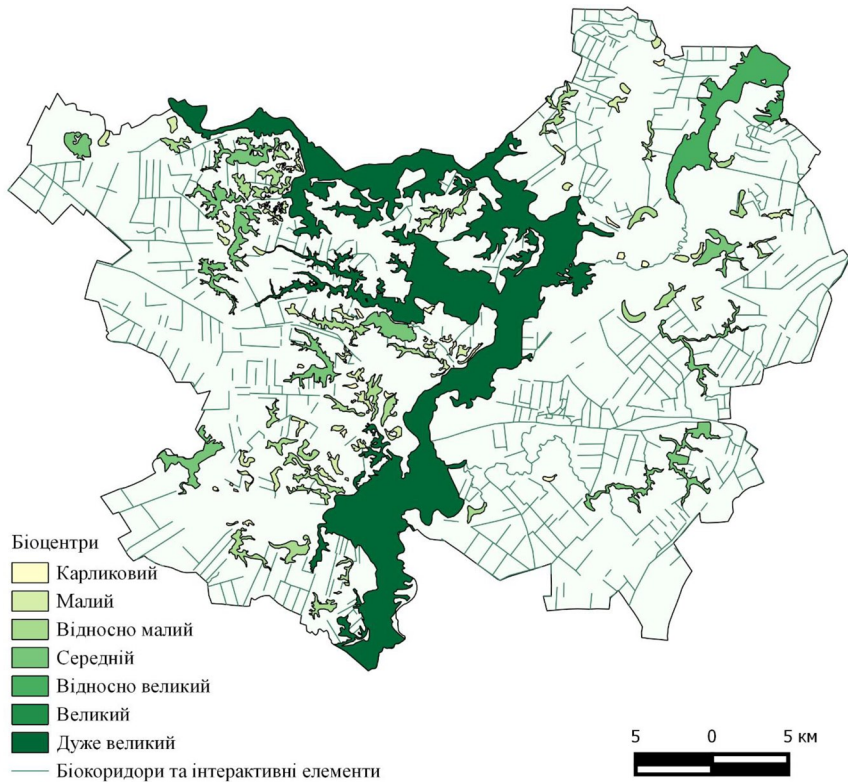 Біоцентри
Карликовий
Малий
Відносно малий
Середній
Відносно великий
Великий
Дуже великий
Біокоридори та інтерактивні елементи
5 0 5 км